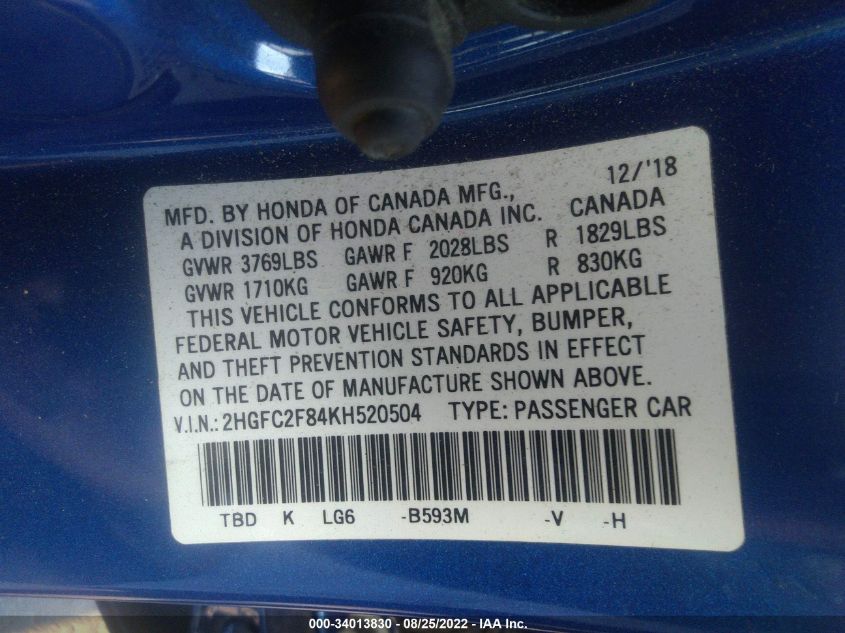 12/'18
MFD. BY HONDA OF CANADA MFG.,
A DIVISION OF HONDA CANADA INC. CANADA
GVWR 3769LBS GAWR F 2028LBS R 1829LBS
GVWR 1710KG GAWR F 920KG R 830KG
THIS VEHICLE CONFORMS TO ALL APPLICABLE
FEDERAL MOTOR VEHICLE SAFETY, BUMPER,
AND THEFT PREVENTION STANDARDS IN EFFECT
ON THE DATE OF MANUFACTURE SHOWN ABOVE.
V.I.N.: 2HGFC2F84KH520504 TYPE: PASSENGER CAR
TBD K LG6 -B593M -V -H
000-34013830 - 08/25/2022 - IAA Inc.